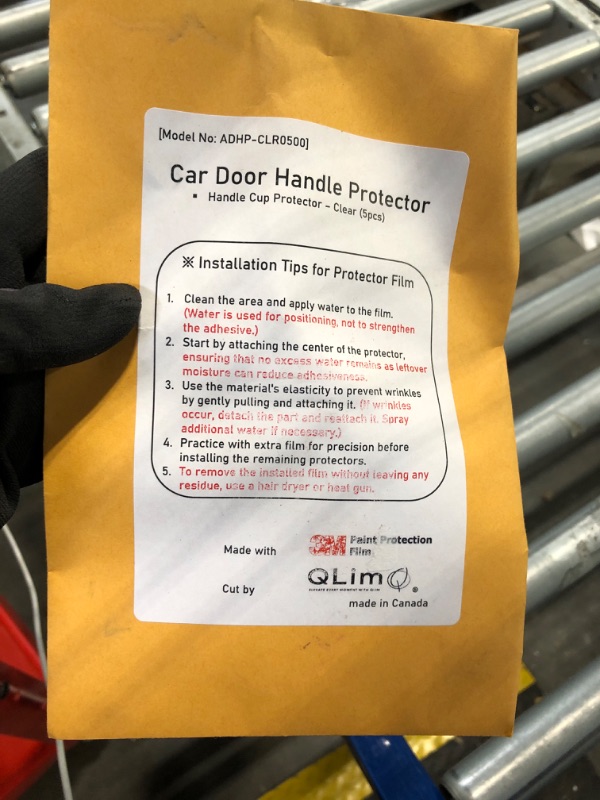 [Model No: ADHP-CLR0500]
Car Door Handle Protector
▪ Handle Cup Protector – Clear (5pcs)
※ Installation Tips for Protector Film
1. Clean the area and apply water to the film.
(Water is used for positioning, not to strengthen
the adhesive.)
2. Start by attaching the center of the protector,
ensuring that no excess water remains as leftover
moisture can reduce adhesiveness.
3. Use the material's elasticity to prevent wrinkles
by gently pulling and attaching it. (If wrinkles
occur, detach the part and reattach it. Spray
additional water if necessary.)
4. Practice with extra film for precision before
installing the remaining protectors.
5. To remove the installed film without leaving any
residue, use a hair dryer or heat gun.
Made with 3M Paint Protection
Film
Cut by QLim ®
ELEVATE EVERY MOMENT WITH QLIM
made in Canada